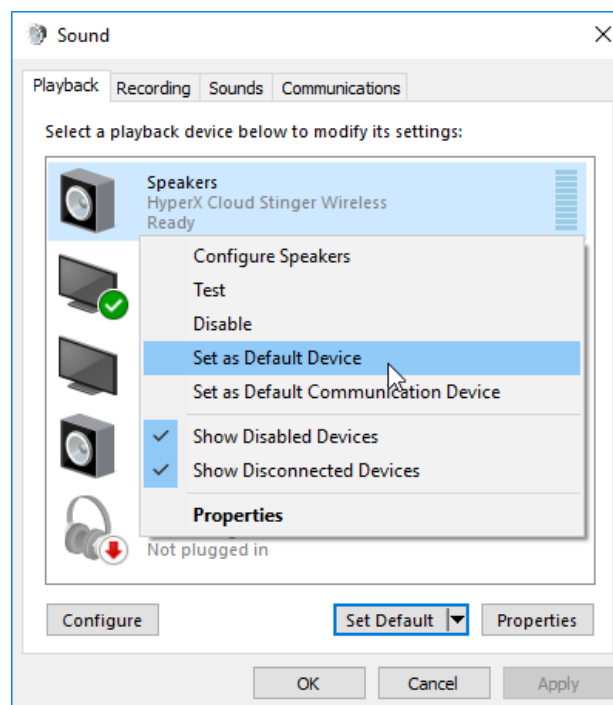 Sound
Playback Recording Sounds Communications
Select a playback device below to modify its settings:
Speakers
HyperX Cloud Stinger Wireless
Ready
Configure Speakers
Test
Disable
Set as Default Device
Set as Default Communication Device
Show Disabled Devices
Show Disconnected Devices
Properties
Not plugged in
Configure Set Default Properties
OK Cancel Apply